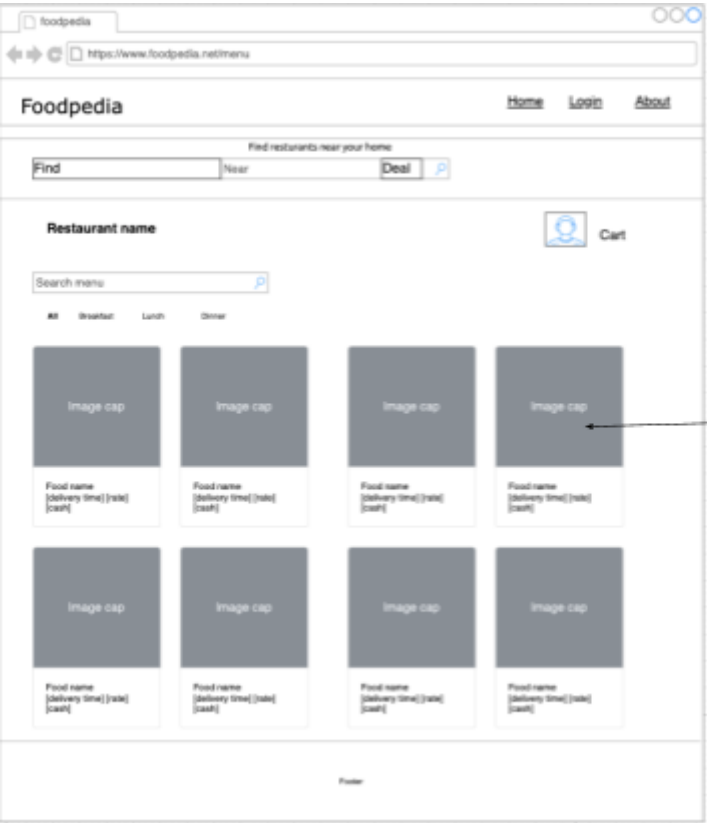 foodpedia
https://www.foodpedia.net/menu
Foodpedia
Home Login About
Find resturants near your home
Find Near Deal
Restaurant name
Cart
Search menu
All Breakfast Lunch Dinner
Image cap Image cap Image cap Image cap
Food name Food name Food name Food name
[delivery time] [rate] [delivery time] [rate] [delivery time] [rate] [delivery time] [rate]
[cash] [cash] [cash] [cash]
Image cap Image cap Image cap Image cap
Food name Food name Food name Food name
[delivery time] [rate] [delivery time] [rate] [delivery time] [rate] [delivery time] [rate]
[cash] [cash] [cash] [cash]
Footer